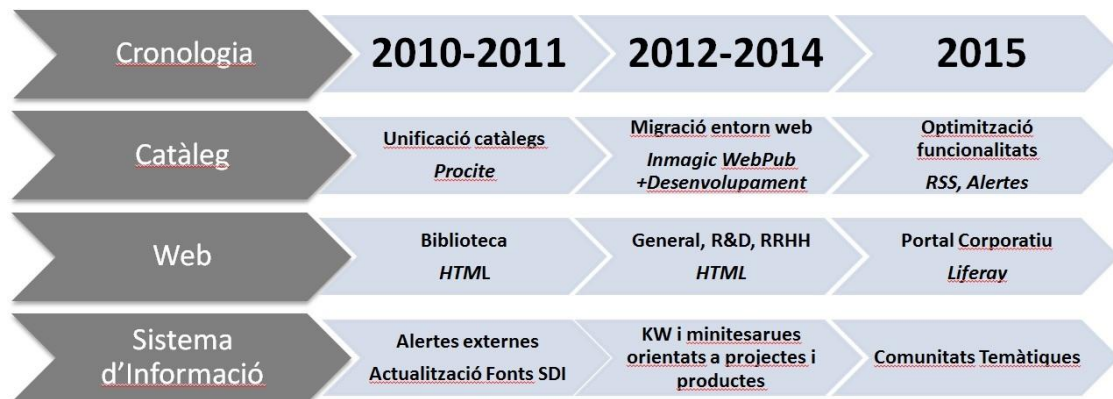 Cronologia
2010-2011
2012-2014
2015
Catàleg
Unificació catàlegs
Procite
Migració entorn web
Inmagic WebPub
+Desenvolupament
Optimització
funcionalitats
RSS, Alertes
Web
Biblioteca
HTML
General, R&D, RRHH
HTML
Portal Corporatiu
Liferay
Sistema
d’Informació
Alertes externes
Actualització Fonts SDI
KW i minitesarues
orientats a projectes i
productes
Comunitats Temàtiques